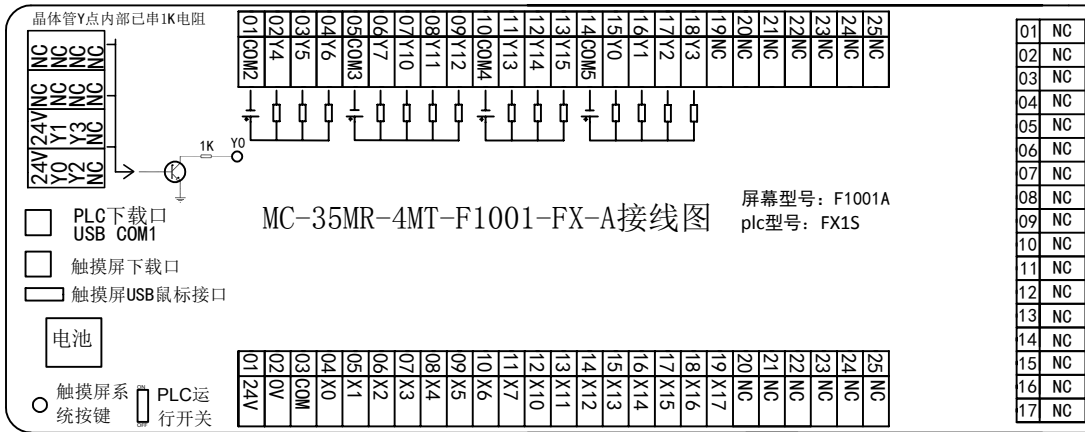 晶体管Y点内部已串1K电阻
24V 24V NC NC
Y0 Y1 NC NC
Y2 Y3 NC NC
NC NC NC NC
1K
Y0
01 COM2
02 Y4
03 Y5
04 Y6
05 COM3
06 Y7
07 Y10
08 Y11
09 Y12
10 COM4
11 Y13
12 Y14
13 Y15
14 COM5
15 Y0
16 Y1
17 Y2
18 Y3
19 NC
20 NC
21 NC
22 NC
23 NC
24 NC
25 NC
PLC下载口
USB COM1
触摸屏下载口
触摸屏USB鼠标接口
电池
触摸屏系
统按键
ON
OFF
PLC运
行开关
MC-35MR-4MT-F1001-FX-A接线图
屏幕型号：F1001A
plc型号：FX1S
01 24V
02 0V
03 COM
04 X0
05 X1
06 X2
07 X3
08 X4
09 X5
10 X6
11 X7
12 X10
13 X11
14 X12
15 X13
16 X14
17 X15
18 X16
19 X17
20 NC
21 NC
22 NC
23 NC
24 NC
25 NC
01 NC
02 NC
03 NC
04 NC
05 NC
06 NC
07 NC
08 NC
09 NC
10 NC
11 NC
12 NC
13 NC
14 NC
15 NC
16 NC
17 NC